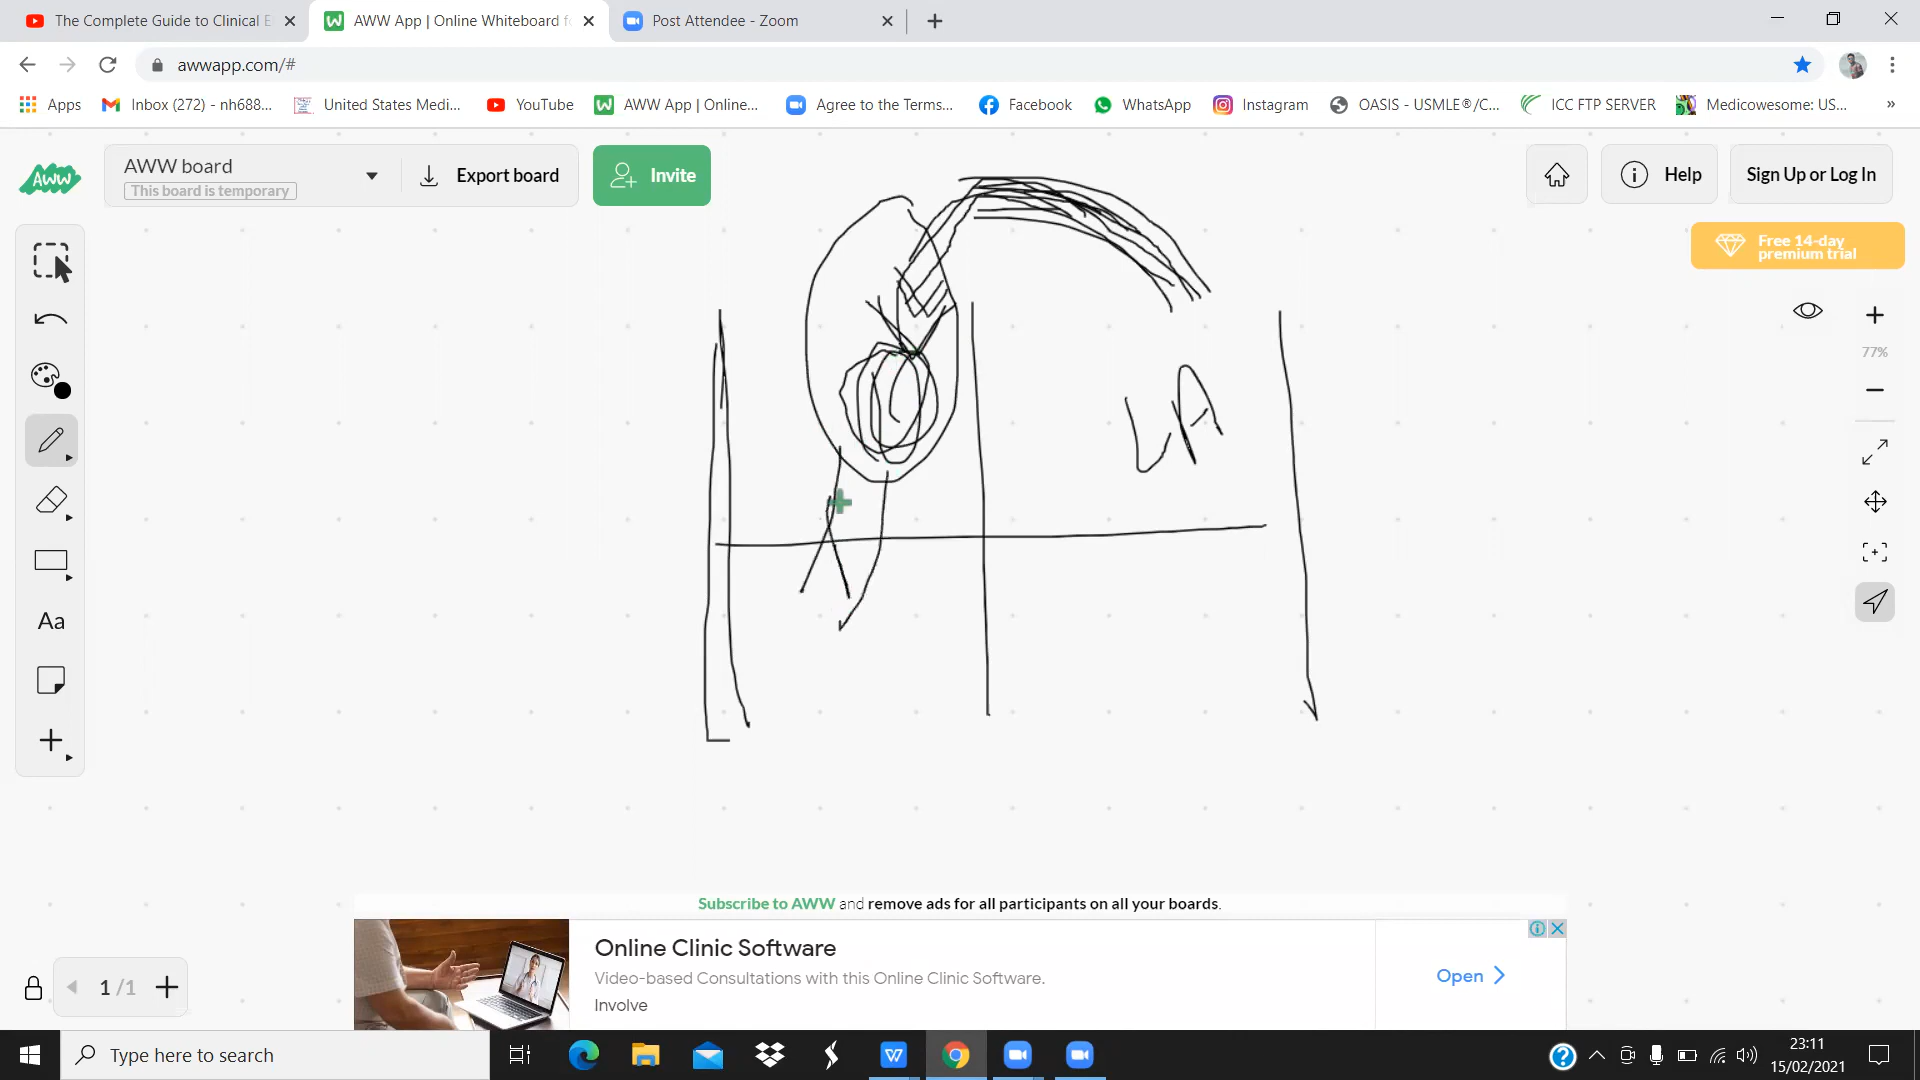 The Complete Guide to Clinical E
AWW App | Online Whiteboard fo
Post Attendee - Zoom
awwapp.com/#
Apps
Inbox (272) - nh688...
United States Medi...
YouTube
AWW App | Online...
Agree to the Terms...
Facebook
WhatsApp
Instagram
OASIS - USMLE®/C...
ICC FTP SERVER
Medicowesome: US...
»
AWW
AWW board
This board is temporary
Export board
Invite
Help
Sign Up or Log In
Free 14-day
premium trial
77%
Aa
LA
Subscribe to AWW and remove ads for all participants on all your boards.
Online Clinic Software
Video-based Consultations with this Online Clinic Software.
Involve
Open
1 /1
Type here to search
23:11
15/02/2021